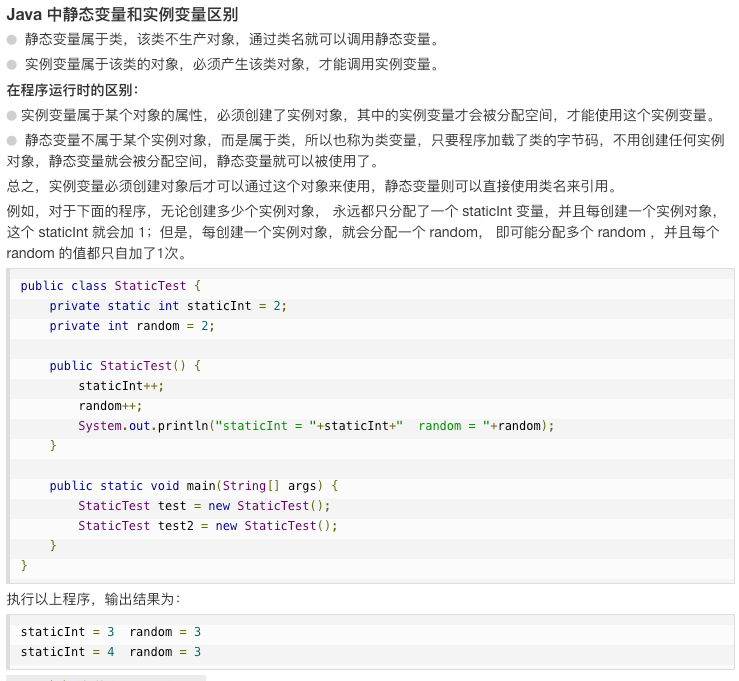 Java 中静态变量和实例变量区别
静态变量属于类，该类不生产对象，通过类名就可以调用静态变量。
实例变量属于该类的对象，必须产生该类对象，才能调用实例变量。
在程序运行时的区别：
实例变量属于某个对象的属性，必须创建了实例对象，其中的实例变量才会被分配空间，才能使用这个实例变量。
静态变量不属于某个实例对象，而是属于类，所以也称为类变量，只要程序加载了类的字节码，不用创建任何实例
对象，静态变量就会被分配空间，静态变量就可以被使用了。
总之，实例变量必须创建对象后才可以通过这个对象来使用，静态变量则可以直接使用类名来引用。
例如，对于下面的程序，无论创建多少个实例对象， 永远都只分配了一个 staticInt 变量，并且每创建一个实例对象，
这个 staticInt 就会加 1；但是，每创建一个实例对象，就会分配一个 random， 即可能分配多个 random ，并且每个
random 的值都只自加了1次。
public class StaticTest {
    private static int staticInt = 2;
    private int random = 2;
    public StaticTest() {
        staticInt++;
        random++;
        System.out.println("staticInt = "+staticInt+"  random = "+random);
    }
    public static void main(String[] args) {
        StaticTest test = new StaticTest();
        StaticTest test2 = new StaticTest();
    }
}
执行以上程序，输出结果为：
staticInt = 3  random = 3
staticInt = 4  random = 3